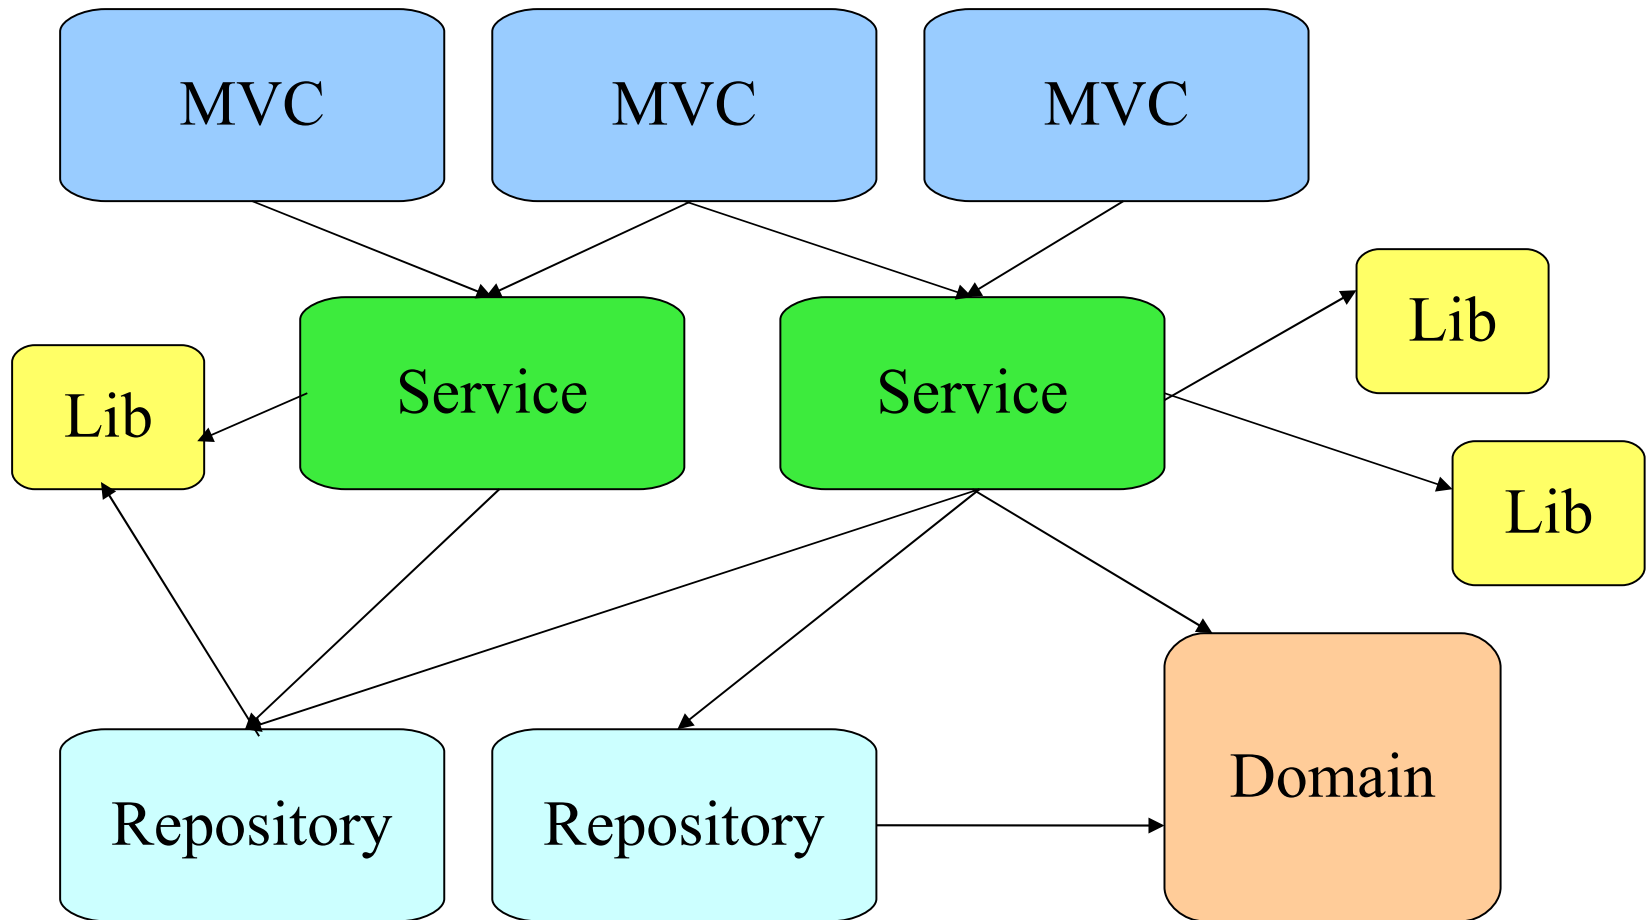 MVC
MVC
MVC
Lib
Service
Service
Lib
Lib
Domain
Repository
Repository